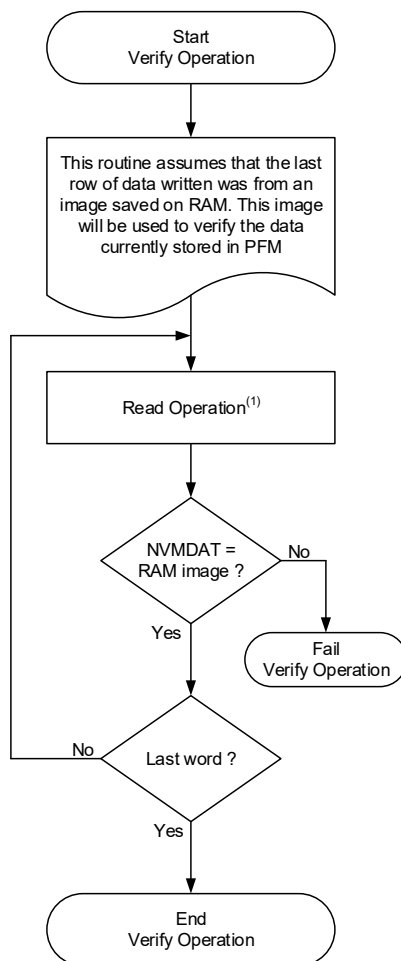 Start
Verify Operation
This routine assumes that the last
row of data written was from an
image saved on RAM. This image
will be used to verify the data
currently stored in PFM
Read Operation(1)
NVMDAT =
RAM image ?
No
Yes
Fail
Verify Operation
No
Last word ?
Yes
End
Verify Operation